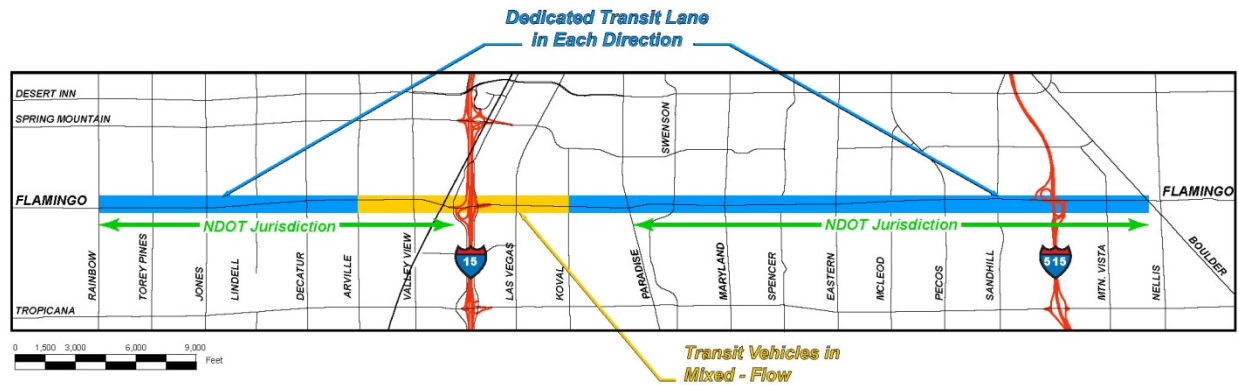 Dedicated Transit Lane
in Each Direction
DESERT INN
SPRING MOUNTAIN
SWENSON
FLAMINGO
FLAMINGO
NDOT Jurisdiction
NDOT Jurisdiction
RAINBOW
TOREY PINES
JONES
LINDELL
DECATUR
ARVILLE
VALLEY VIEW
15
LAS VEGAS
KOVAL
PARADISE
MARYLAND
SPENCER
EASTERN
MCLEOD
PECOS
SANDHILL
515
MTN. VISTA
NELLIS
BOULDER
TROPICANA
0 1,500 3,000 6,000 9,000
Feet
Transit Vehicles in
Mixed - Flow